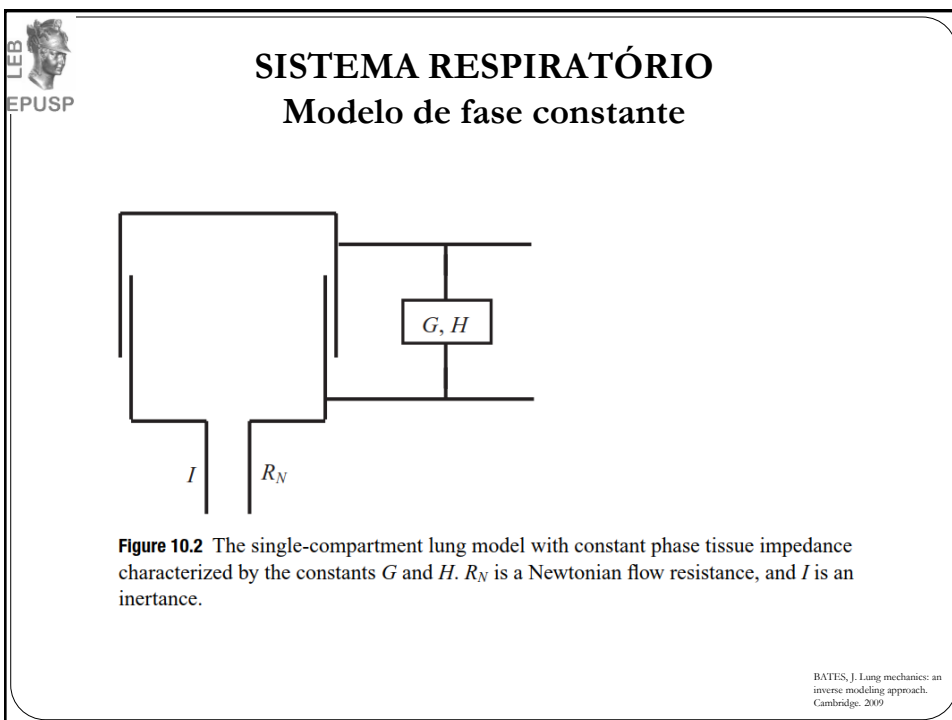 LEB
EPUSP
SISTEMA RESPIRATÓRIO
Modelo de fase constante
G, H
I
R_N
Figure 10.2 The single-compartment lung model with constant phase tissue impedance
characterized by the constants G and H. R_N is a Newtonian flow resistance, and I is an
inertance.
BATES, J. Lung mechanics: an
inverse modeling approach.
Cambridge. 2009